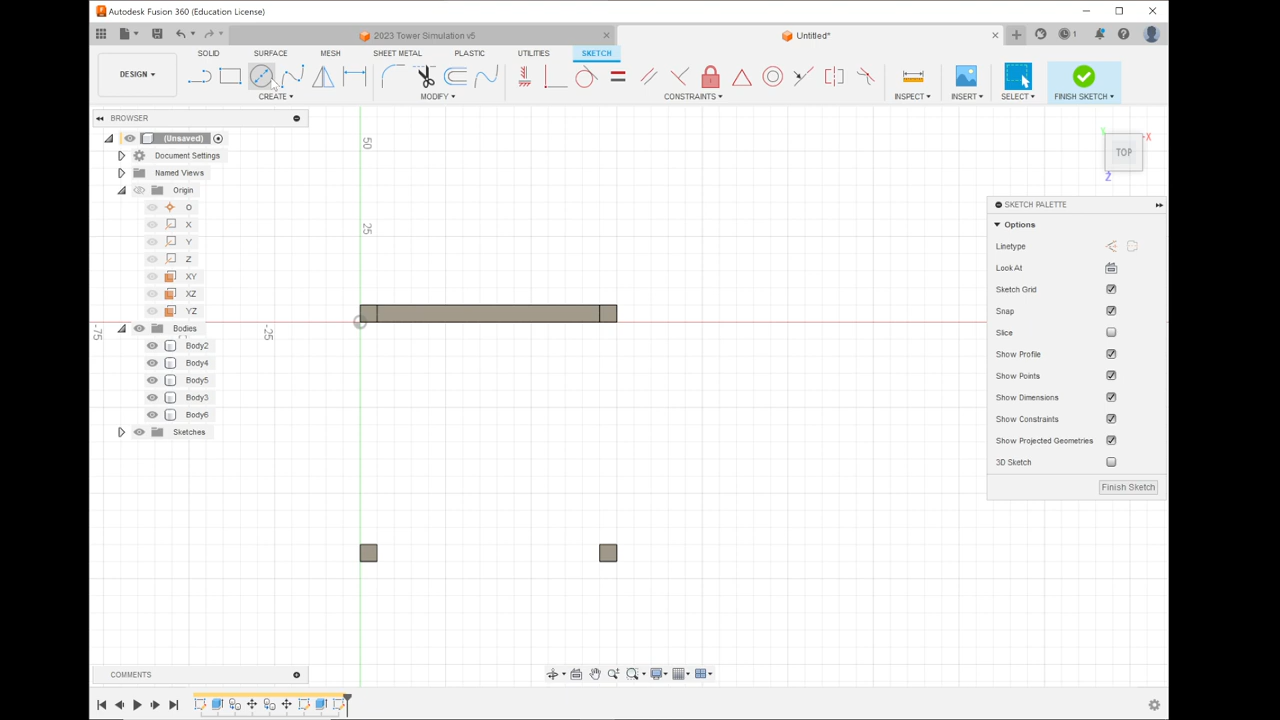 Autodesk Fusion 360 (Education License)
2023 Tower Simulation v5
Untitled*
1
SOLID SURFACE MESH SHEET METAL PLASTIC UTILITIES SKETCH
DESIGN
CREATE MODIFY CONSTRAINTS INSPECT INSERT SELECT FINISH SKETCH
BROWSER
(Unsaved)
Document Settings
Named Views
Origin
O
X
Y
Z
XY
XZ
YZ
Bodies
Body2
Body4
Body5
Body3
Body6
Sketches
50
25
-25
-75
TOP
-X
Z
SKETCH PALETTE
Options
Linetype
Look At
Sketch Grid
Snap
Slice
Show Profile
Show Points
Show Dimensions
Show Constraints
Show Projected Geometries
3D Sketch
Finish Sketch
COMMENTS